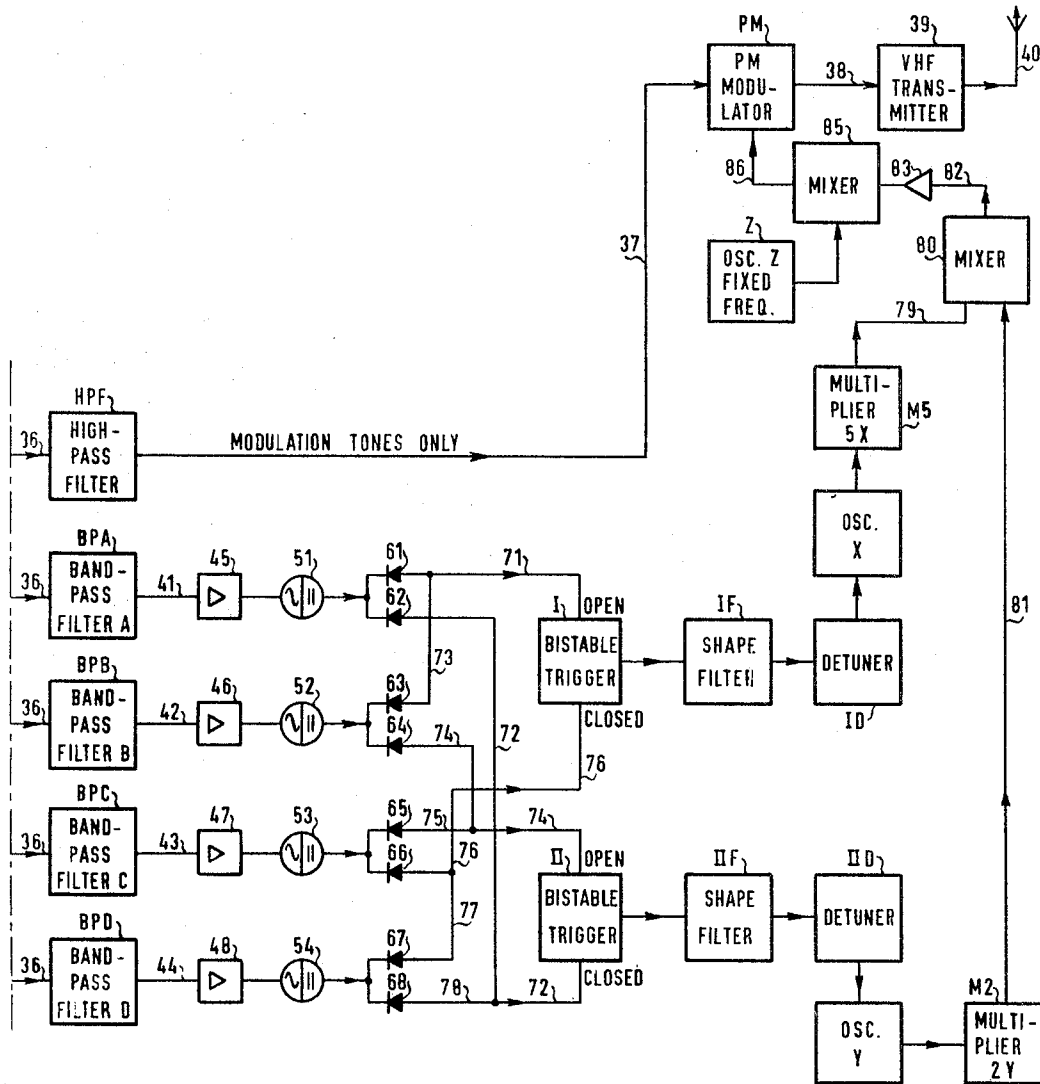 PM
PM
MODU-
LATOR
38
39
VHF
TRANS-
MITTER
40
85
MIXER
86
83
82
80
MIXER
Z
OSC. Z
FIXED
FREQ.
37
79
MULTI-
PLIER
5X
M5
HPF
36
HIGH-
PASS
FILTER
MODULATION TONES ONLY
OSC.
X
BPA
36
BAND-
PASS
FILTER A
41
45
51
61
62
71
I
OPEN
BISTABLE
TRIGGER
CLOSED
IF
SHAPE
FILTER
DETUNER
ID
81
73
BPB
36
BAND-
PASS
FILTER B
42
46
52
63
64
74
72
76
BPC
36
BAND-
PASS
FILTER C
43
47
53
65
66
75
76
74
II
OPEN
BISTABLE
TRIGGER
CLOSED
IIF
SHAPE
FILTER
IID
DETUNER
77
BPD
36
BAND-
PASS
FILTER D
44
48
54
67
68
78
72
OSC.
Y
M2
MULTI-
PLIER
2Y